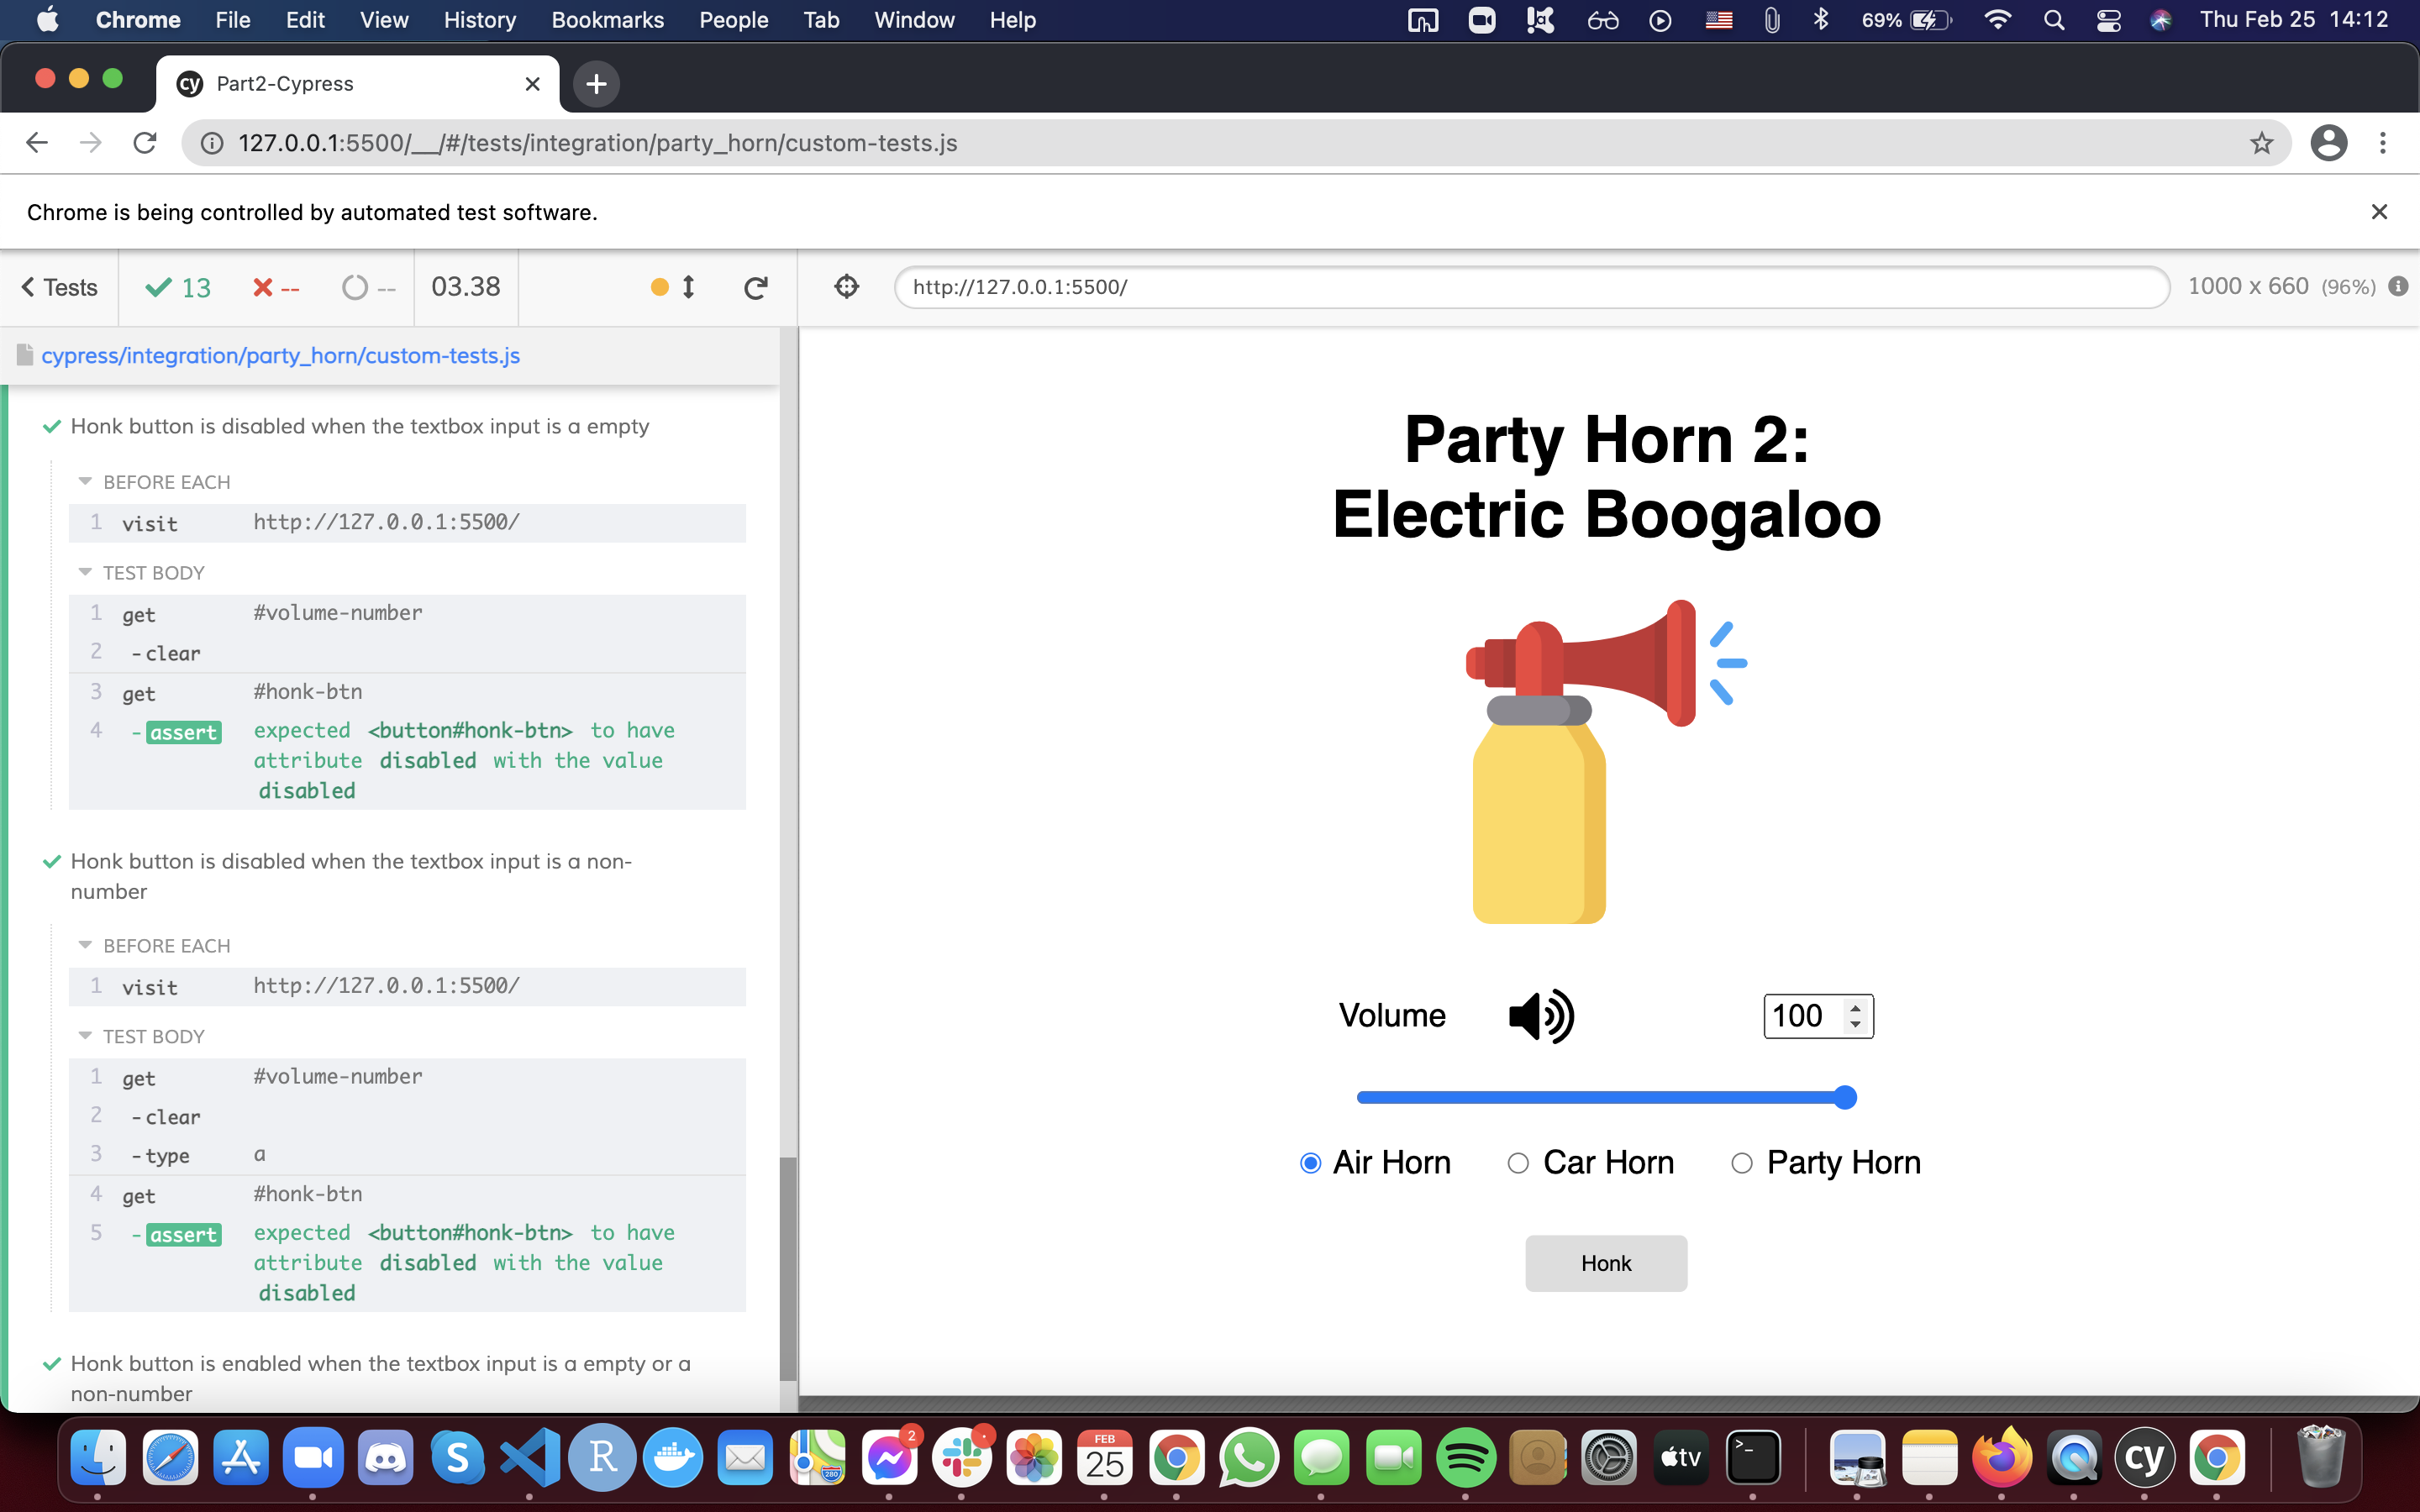 Chrome File Edit View History Bookmarks People Tab Window Help 69% Thu Feb 25 14:12
cy Part2-Cypress
127.0.0.1:5500/__/#/tests/integration/party_horn/custom-tests.js
Chrome is being controlled by automated test software.
Tests 13 -- -- 03.38 http://127.0.0.1:5500/ 1000 x 660 (96%)
cypress/integration/party_horn/custom-tests.js
Honk button is disabled when the textbox input is a empty
BEFORE EACH
1 visit http://127.0.0.1:5500/
TEST BODY
1 get #volume-number
2 -clear
3 get #honk-btn
4 -assert expected <button#honk-btn> to have
attribute disabled with the value
disabled
Honk button is disabled when the textbox input is a non-
number
BEFORE EACH
1 visit http://127.0.0.1:5500/
TEST BODY
1 get #volume-number
2 -clear
3 -type a
4 get #honk-btn
5 -assert expected <button#honk-btn> to have
attribute disabled with the value
disabled
Honk button is enabled when the textbox input is a empty or a
non-number
Party Horn 2:
Electric Boogaloo
Volume 100
Air Horn Car Horn Party Horn
Honk
S R 280 2 FEB 25 tv >_ cy